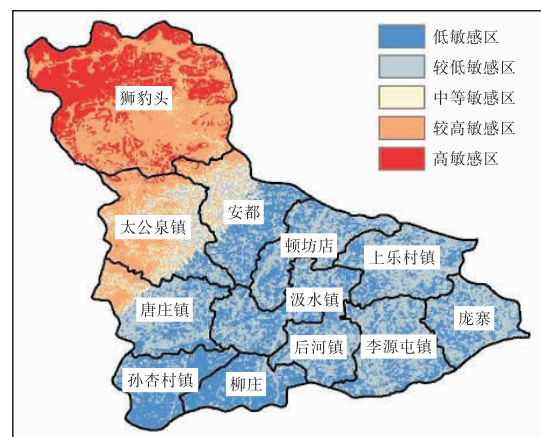 低敏感区
较低敏感区
中等敏感区
较高敏感区
高敏感区
狮豹头
太公泉镇
安都
顿坊店
上乐村镇
唐庄镇
汲水镇
庞寨
后河镇
李源屯镇
孙杏村镇
柳庄